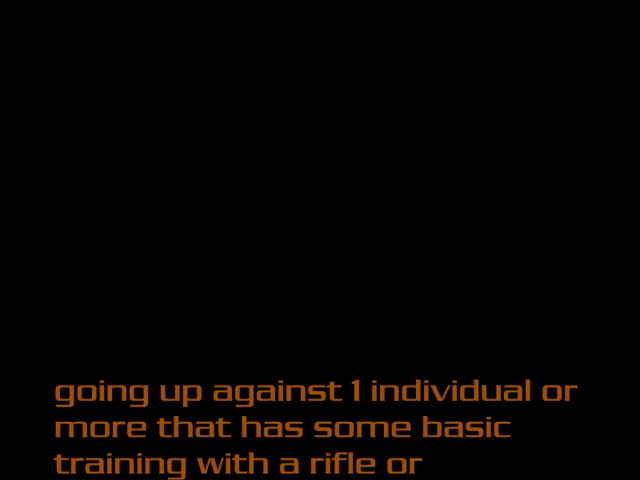 going up against 1 individual or
more that has some basic
training with a rifle or